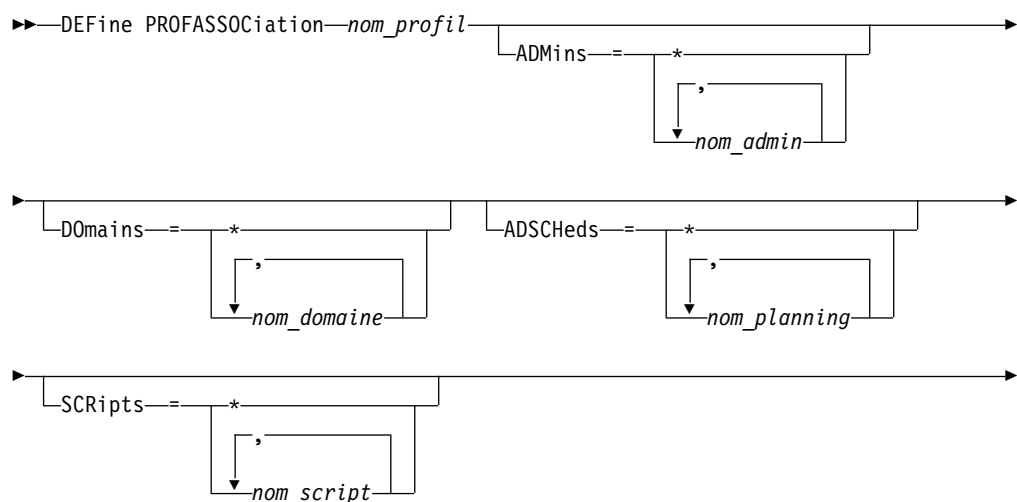 DEFine PROFASSOCiation nom_profil
ADMins = *
,
nom_admin
DOmains = *
,
nom_domaine
ADSCHeds = *
,
nom_planning
SCRipts = *
,
nom_script